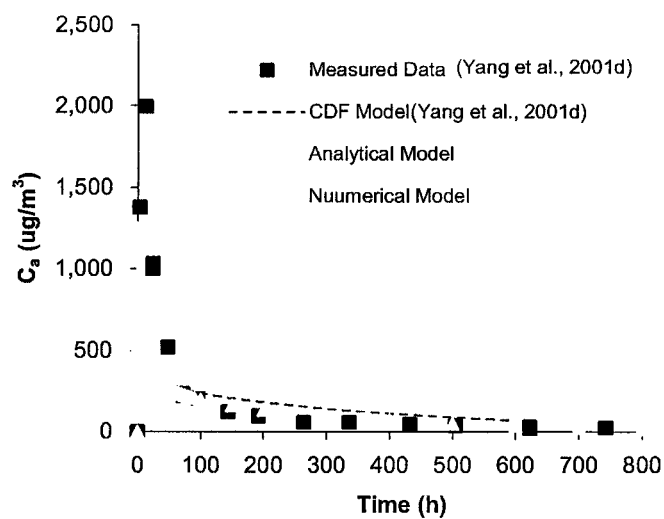 2,500
2,000
1,500
1,000
500
0
Cₐ (ug/m³)
Measured Data (Yang et al., 2001d)
CDF Model(Yang et al., 2001d)
Analytical Model
Nuumerical Model
0 100 200 300 400 500 600 700 800
Time (h)